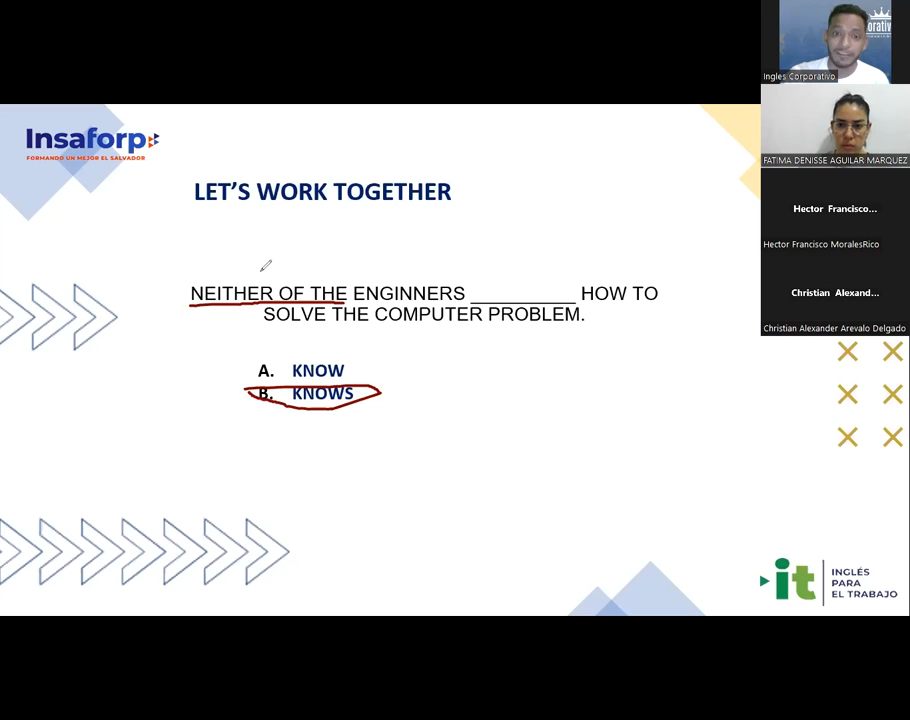 Insaforp
FORMANDO UN MEJOR EL SALVADOR
LET'S WORK TOGETHER
NEITHER OF THE ENGINNERS __________ HOW TO
SOLVE THE COMPUTER PROBLEM.
A. KNOW
B. KNOWS
orativ
Ingles Corporativo
FATIMA DENISSE AGUILAR MARQUEZ
Hector Francisco...
Hector Francisco MoralesRico
Christian Alexand...
Christian Alexander Arevalo Delgado
it
INGLÉS
PARA
EL TRABAJO